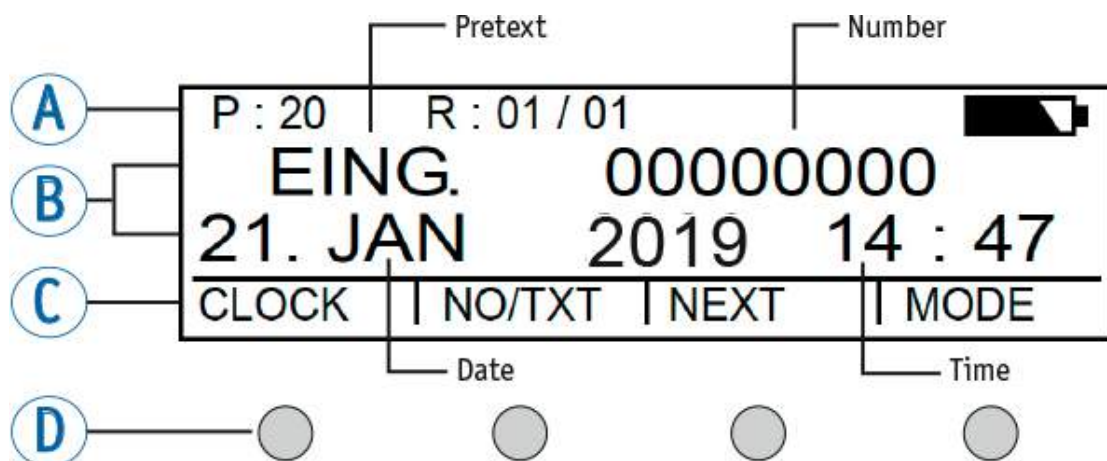 Pretext Number
A P : 20 R : 01 / 01
B EING. 00000000
21. JAN 2019 14 : 47
C CLOCK | NO/TXT | NEXT | MODE
Date Time
D